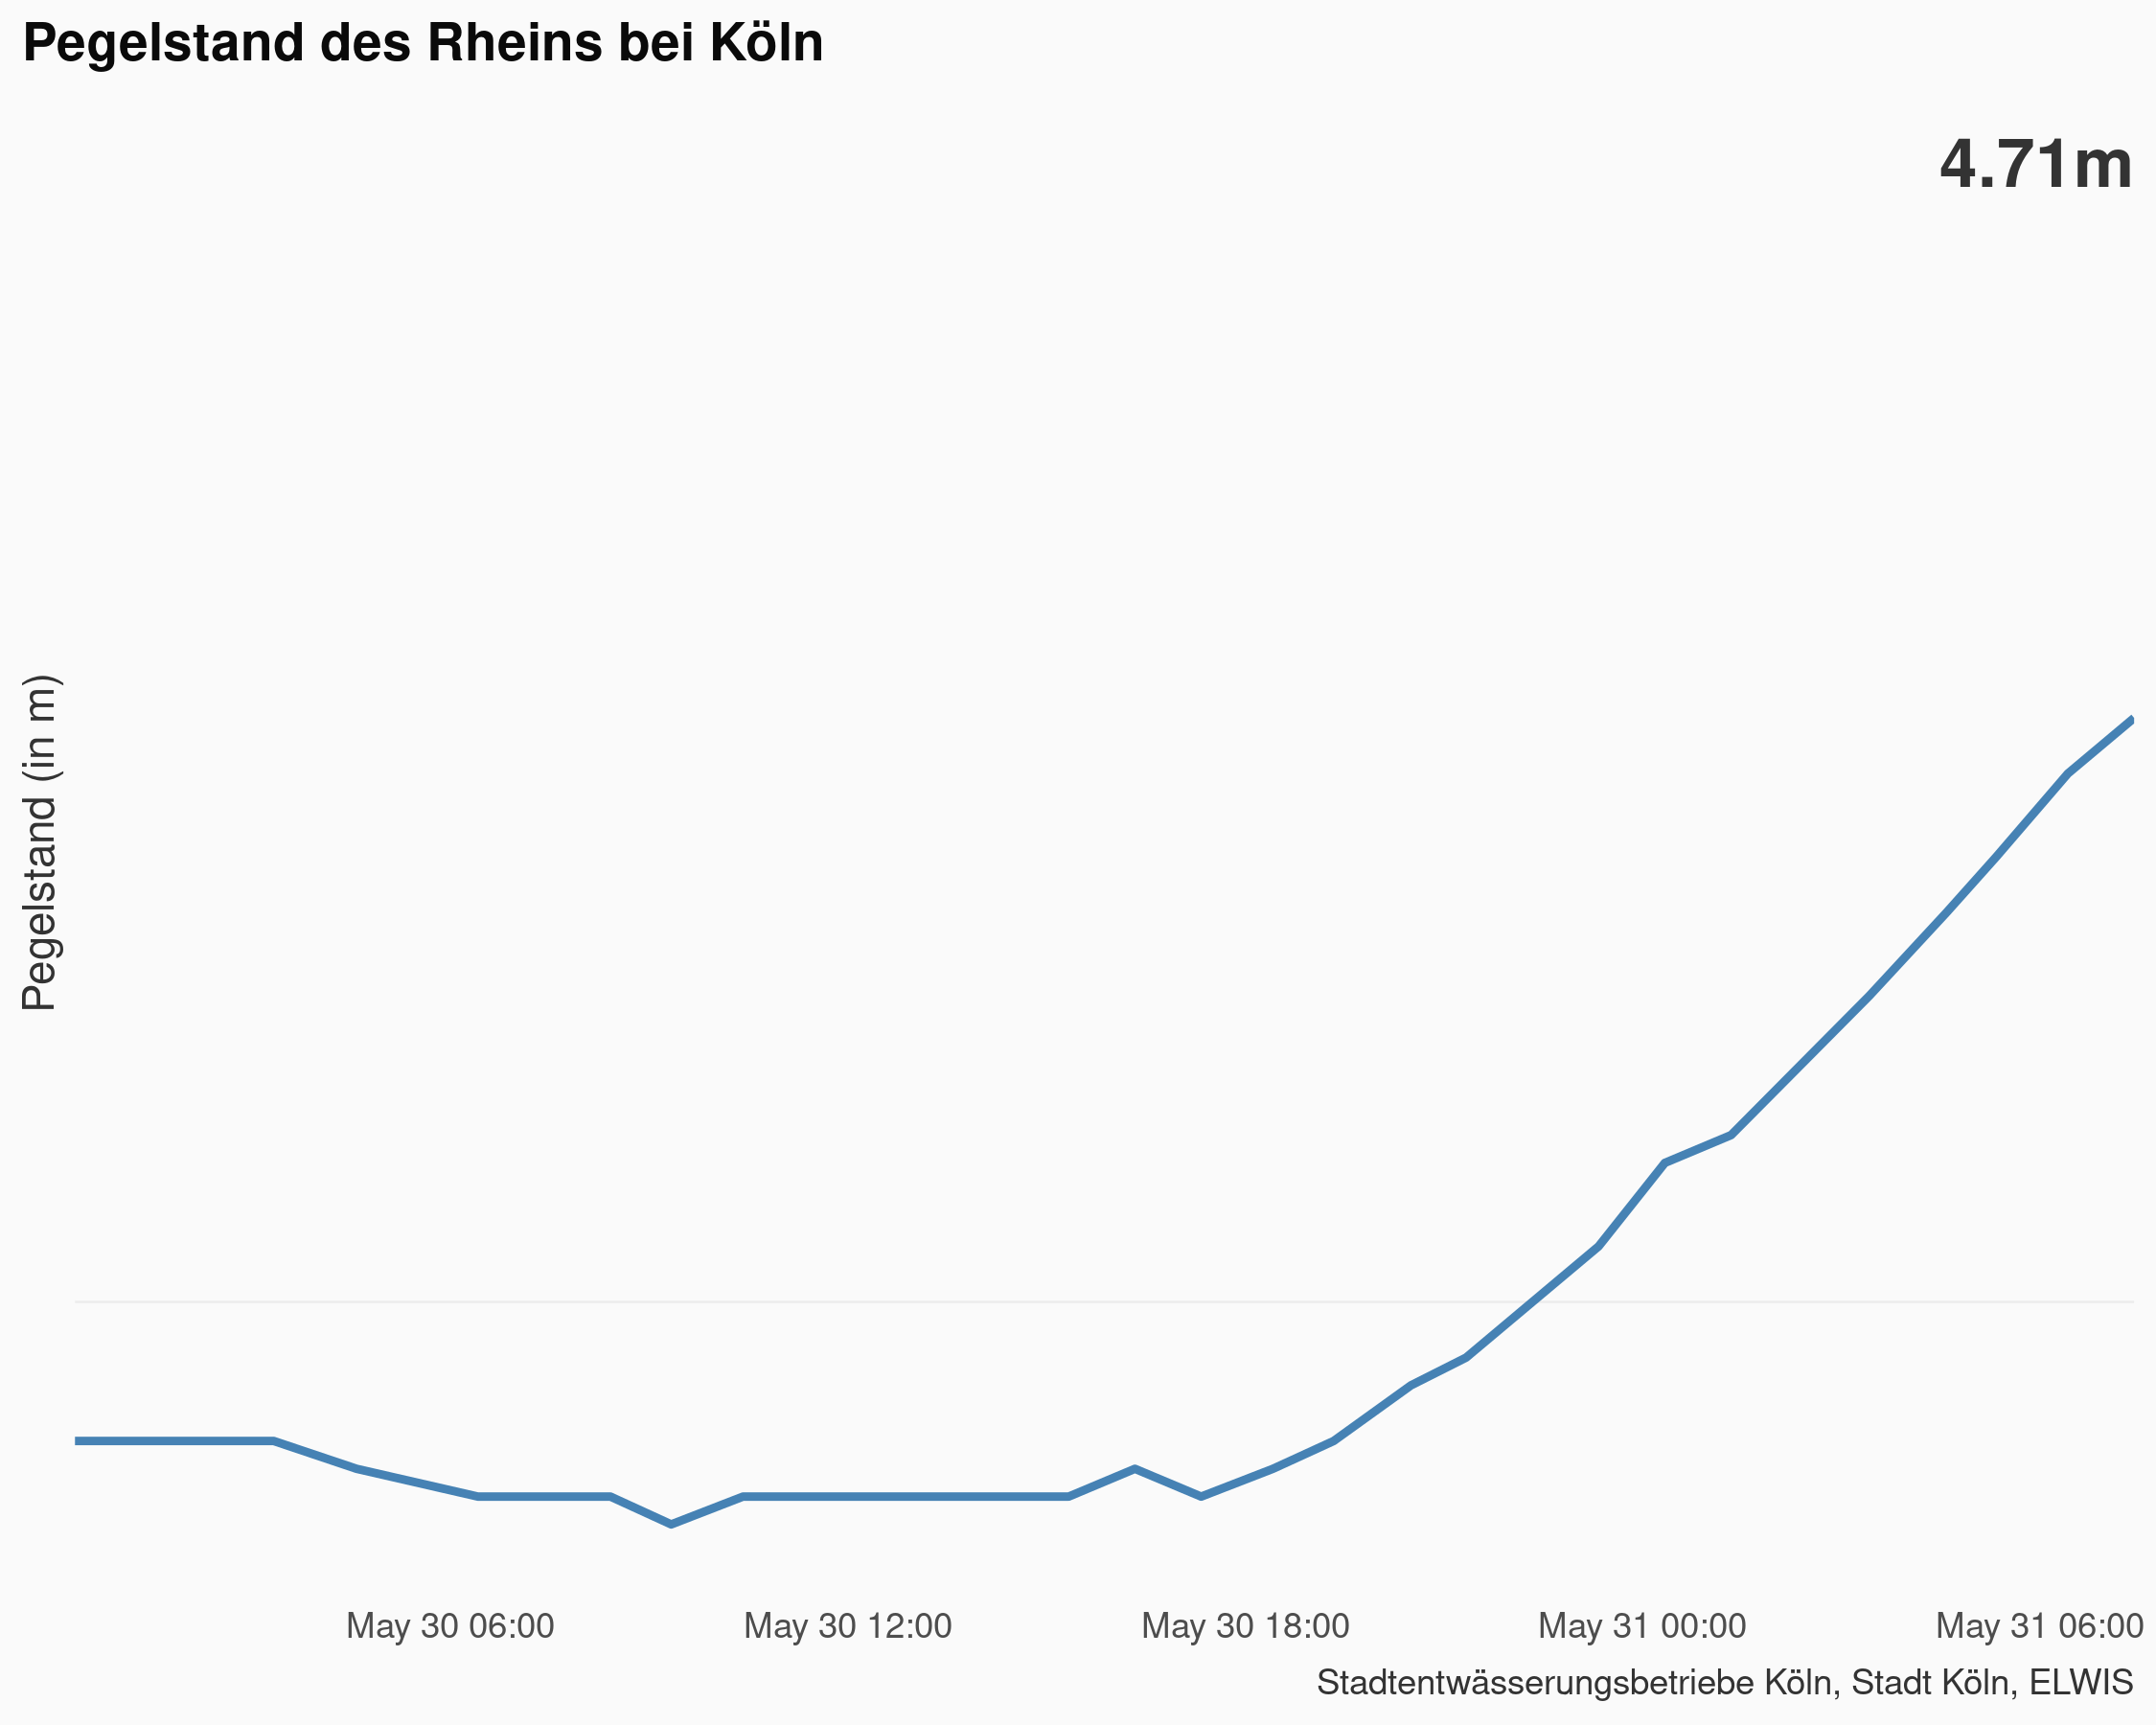 Pegelstand des Rheins bei Köln
4.71m
Pegelstand (in m)
May 30 06:00
May 30 12:00
May 30 18:00
May 31 00:00
May 31 06:00
Stadtentwässerungsbetriebe Köln, Stadt Köln, ELWIS